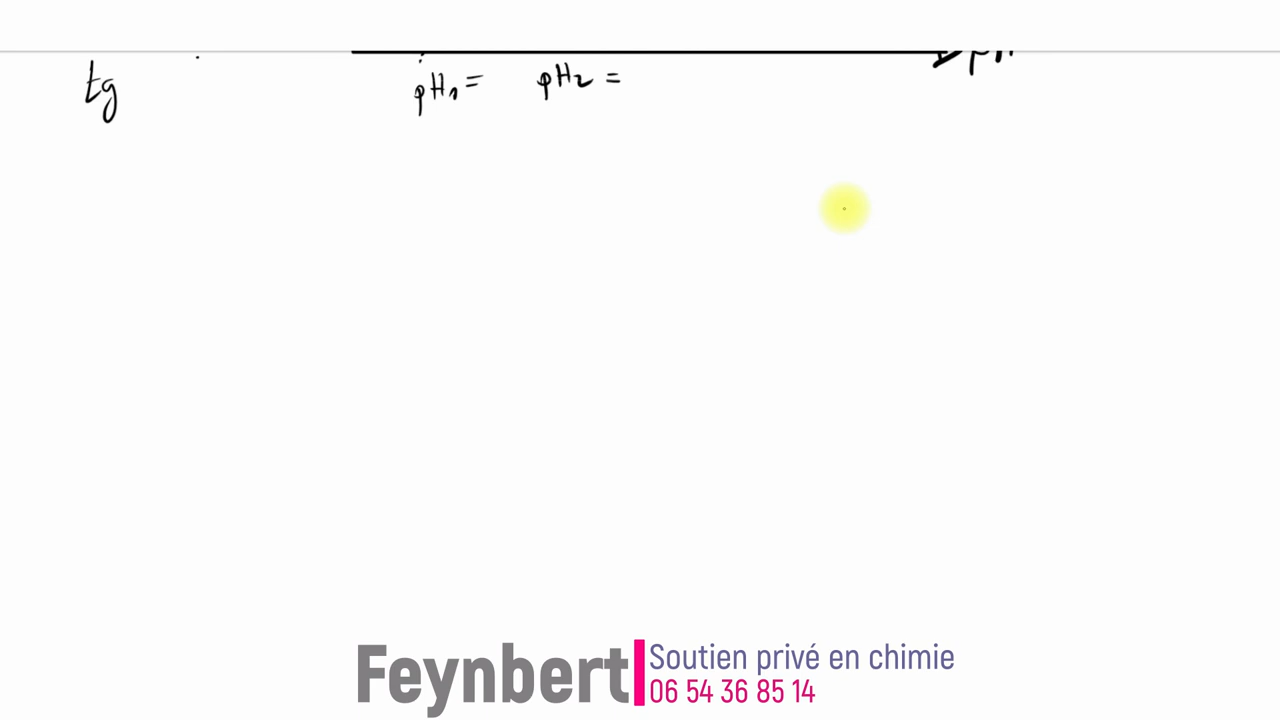 tg pH₁ = pH₂ =
Feynbert
Soutien privé en chimie
06 54 36 85 14